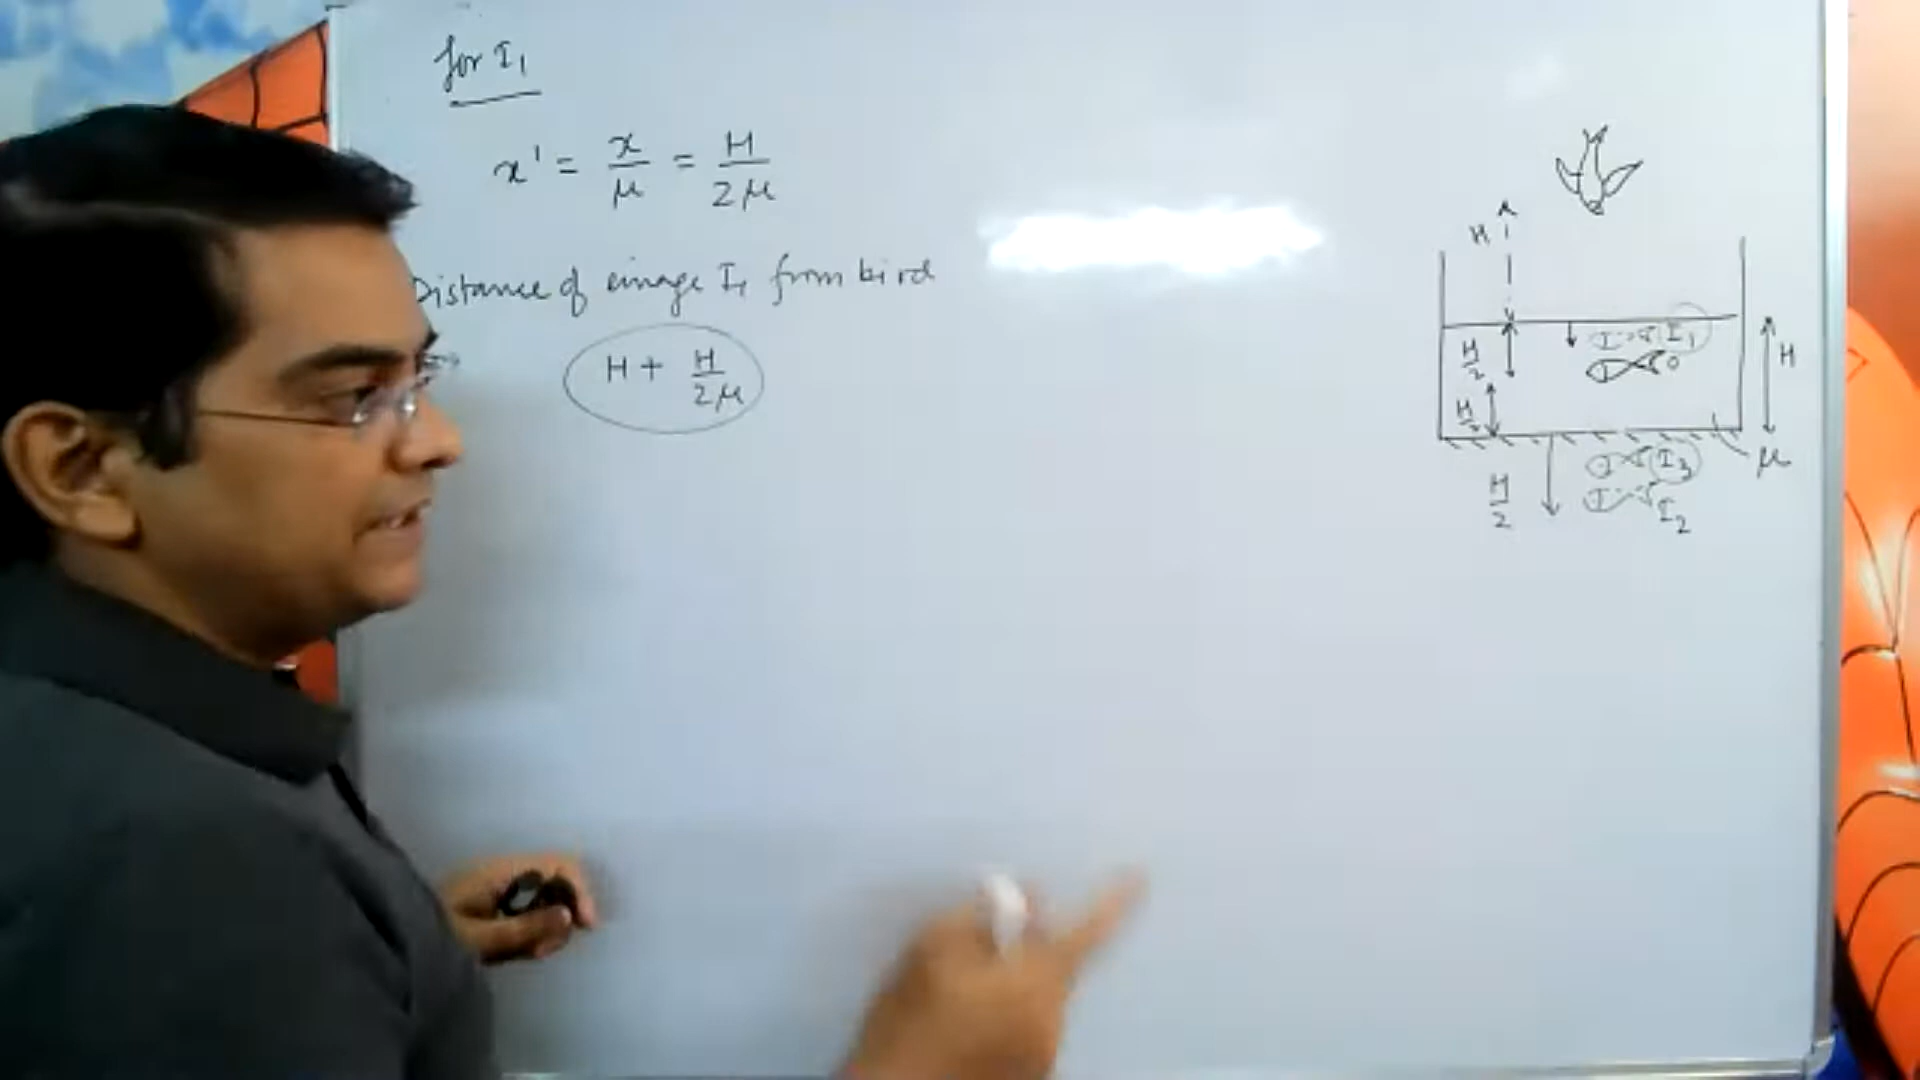 for I₁
x' = x/μ = H/2μ
Distance of image I₁ from bird
H + H/2μ
H
H/2
I₁
O
H
H/2
I₃
μ
H/2
I₂